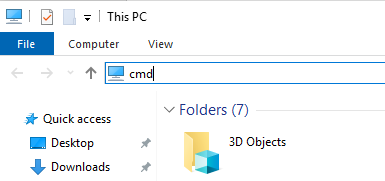 This PC
File Computer View
cmd
Quick access
Desktop
Downloads
Folders (7)
3D Objects